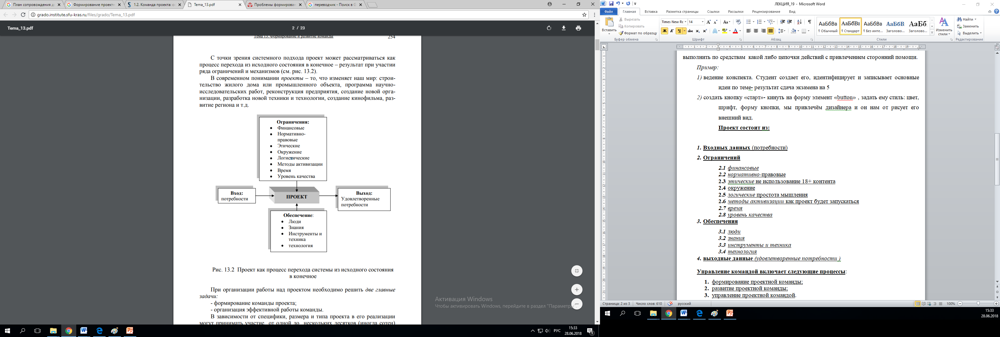 План сопровождения д
Формирование проектн
1.2. Команда проекта: о
Tema_13.pdf
Проблемы формирован
переводчик - Поиск в G
grado.institute.sfu-kras.ru/files/grado/Tema_13.pdf
Tema_13.pdf
2 / 23
Тема 13. Формирование и развитие команды
254
С точки зрения системного подхода проект может рассматриваться как
процесс перехода из исходного состояния в конечное – результат при участии
ряда ограничений и механизмов (см. рис. 13.2).
В современном понимании проекты – то, что изменяет наш мир: строи-
тельство жилого дома или промышленного объекта, программа научно-
исследовательских работ, реконструкция предприятия, создание новой орга-
низации, разработка новой техники и технологии, создание кинофильма, раз-
витие региона и т.д.
Ограничения:
• Финансовые
• Нормативно-
правовые
• Этические
• Окружение
• Логистические
• Методы активизации
• Время
• Уровень качества
Вход:
потребности
ПРОЕКТ
Выход:
Удовлетворенные
потребности
Обеспечение:
• Люди
• Знания
• Инструменты и
техника
• технология
Рис. 13.2 Проект как процесс перехода системы из исходного состояния
в конечное
При организации работы над проектом необходимо решить две главные
задачи:
- формирование команды проекта;
- организация эффективной работы команды.
В зависимости от специфики, размера и типа проекта в его реализации
могут принимать участие от одной до нескольких десятков (иногда сотен)
Активация Windows
Чтобы активировать Windows, перейдите в раздел "Параметры
РУС
15:33
28.06.2018
1
ЛЕКЦИЯ_19 - Microsoft Word
Файл
Главная
Вставка
Разметка страницы
Ссылки
Рассылки
Рецензирование
Вид
Вставить
Вырезать
Копировать
Формат по образцу
Буфер обмена
Times New Rc
14
Ж К Ч abc x₂ x²
Шрифт
Абзац
АаБбВв
¶ Обычный
АаБбВв
¶ Стандарт
АаБбВв
¶ Без инте...
АаБбВ
Заголово...
АаБб
Заголово...
Изменить
стили
Стили
Найти
Заменить
Выделить
Редактирование
выполнить по средствам какой либо цепочки действий с привлечением сторонний помощи.
Пример:
1) ведение конспекта. Студент создает его, идентифицирует и записывает основные
идеи по теме- результат сдача экзамена на 5
2) создать кнопку «старт»- кинуть на форму элемент «button» , задать ему стиль: цвет,
шрифт, форму кнопки, мы привлечём дизайнера и он нам от рисует его
внешний вид.
Проект состоит из:
1. Входных данных (потребности)
2. Ограничений
2.1 финансовые
2.2 нормативно-правовые
2.3 этические не использование 18+ контента
2.4 окружение
2.5 логические простота мышления
2.6 методы активизации как проект будет запускаться
2.7 время
2.8 уровень качества
3. Обеспечения
3.1 люди
3.2 знания
3.3 инструменты и техника
3.4 технология
4. выходные данные (удовлетворенные потребности )
Управление командой включает следующие процессы:
1. формирование проектной команды;
2. развитие проектной команды;
3. управление проектной командой.
Страница: 2 из 3
Число слов: 610
русский
100%
15:33
28.06.2018